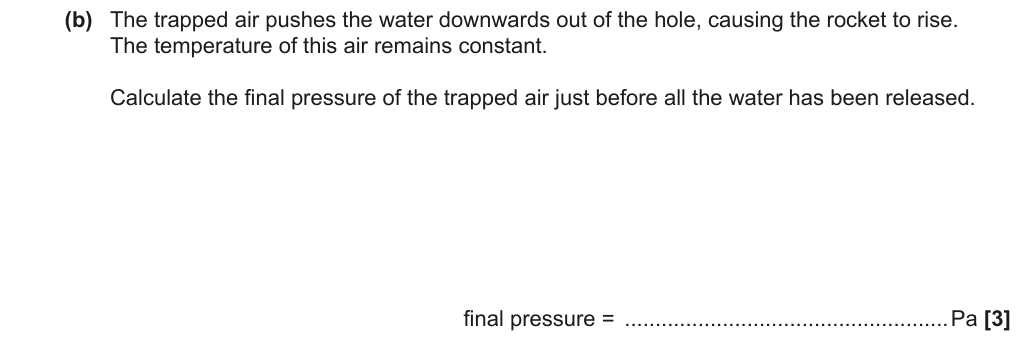 (b) The trapped air pushes the water downwards out of the hole, causing the rocket to rise.
The temperature of this air remains constant.
Calculate the final pressure of the trapped air just before all the water has been released.
final pressure = ..................................................... Pa [3]